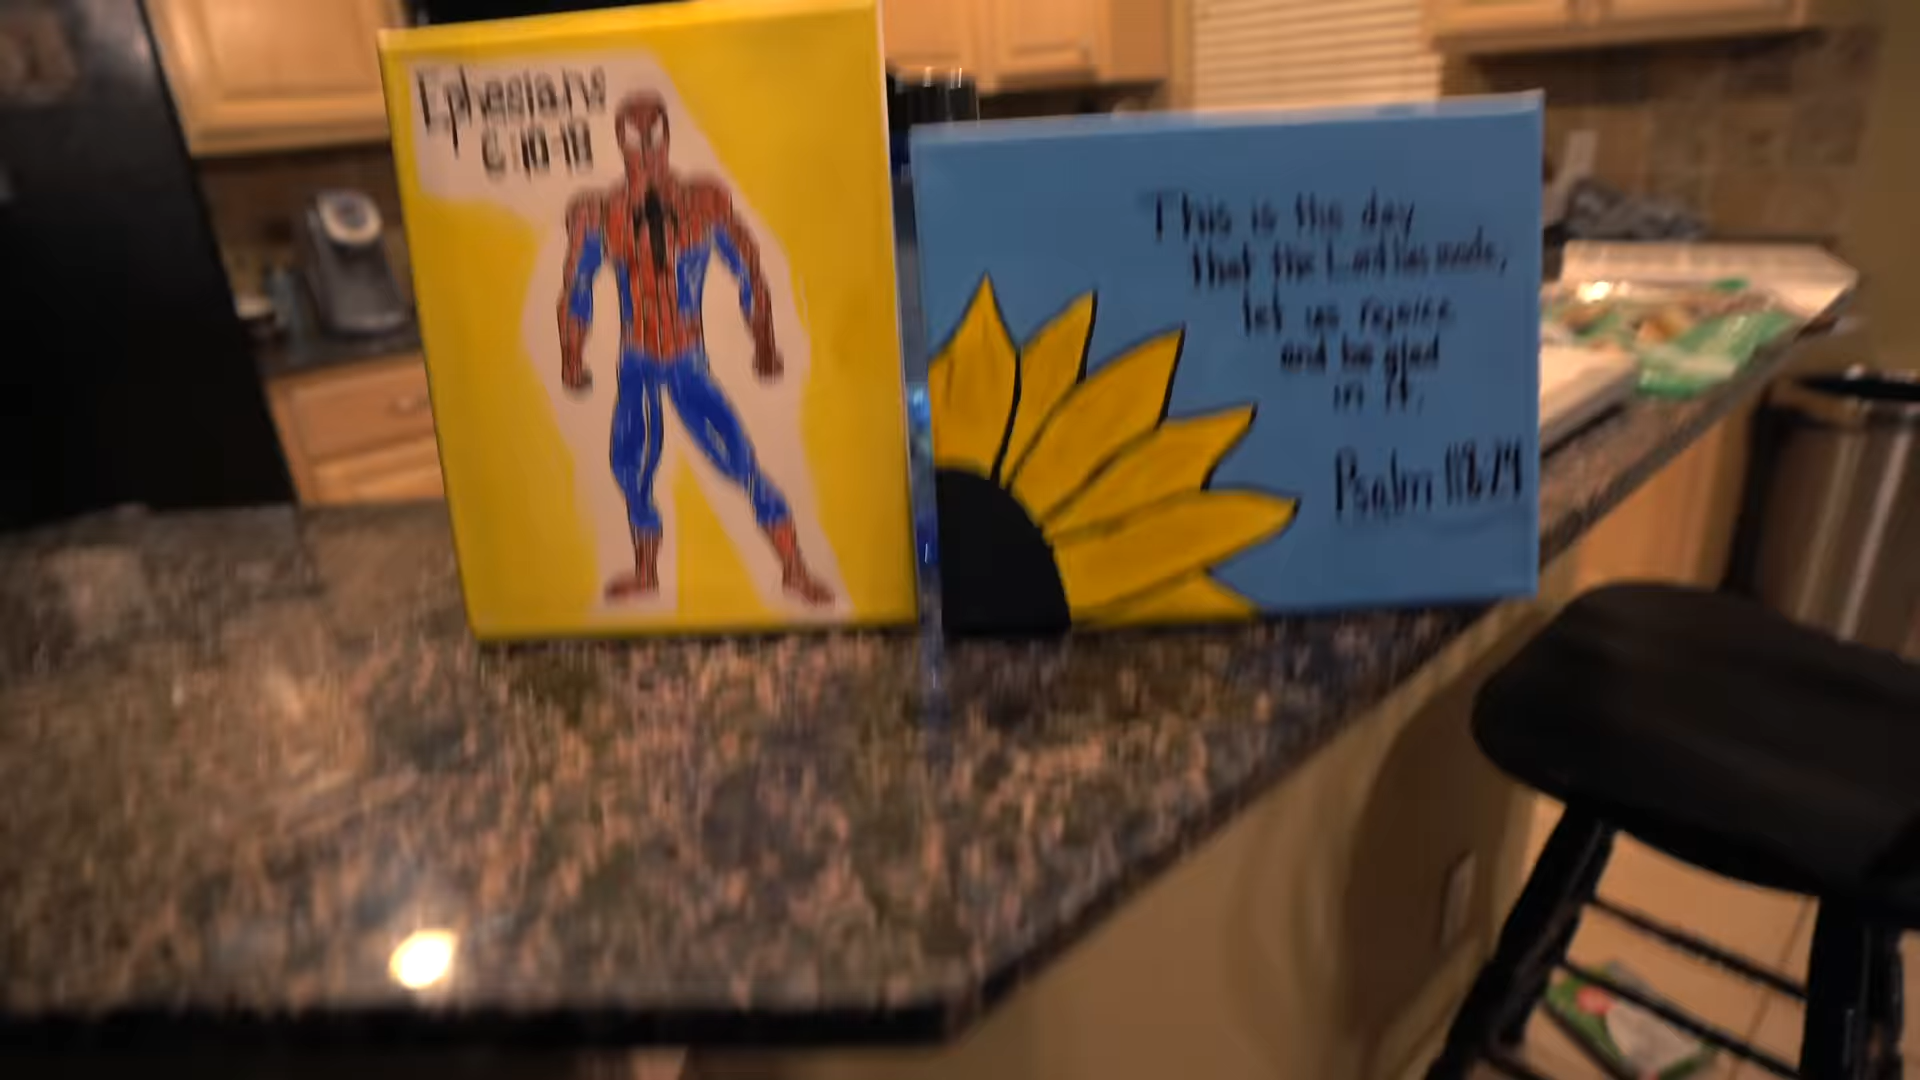 Ephesians
6:10-18
This is the day
that the Lord has made,
let us rejoice
and be glad
in it.
Psalm 118:24